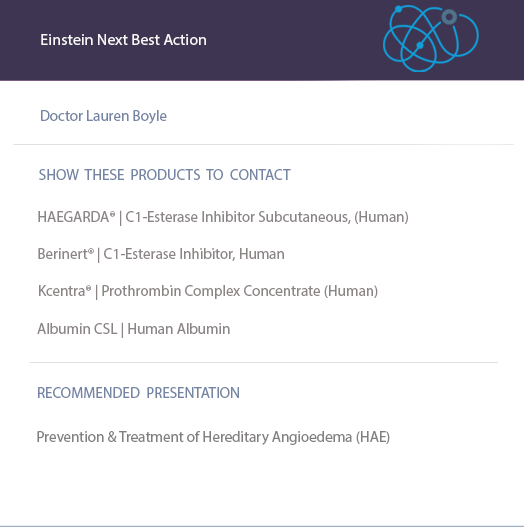 Einstein Next Best Action
Doctor Lauren Boyle
SHOW THESE PRODUCTS TO CONTACT
HAEGARDA® | C1-Esterase Inhibitor Subcutaneous, (Human)
Berinert® | C1-Esterase Inhibitor, Human
Kcentra® | Prothrombin Complex Concentrate (Human)
Albumin CSL | Human Albumin
RECOMMENDED PRESENTATION
Prevention & Treatment of Hereditary Angioedema (HAE)